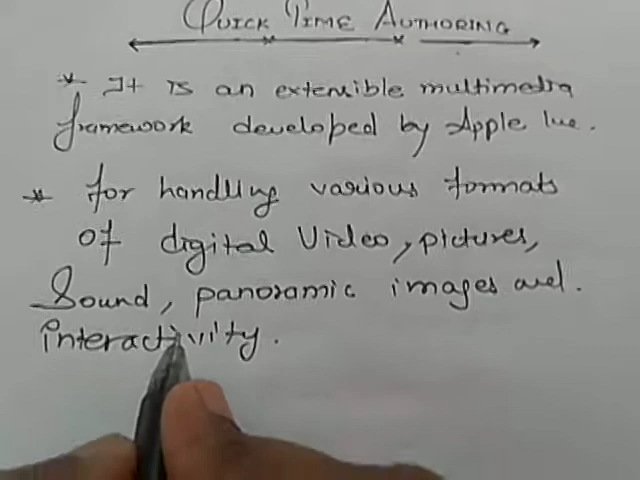 QUICK TIME AUTHORING
* It is an extensible multimedia
framework developed by Apple Inc.
* for handling various formats
of digital Video, pictures,
Sound, panoramic images and.
interactivity.